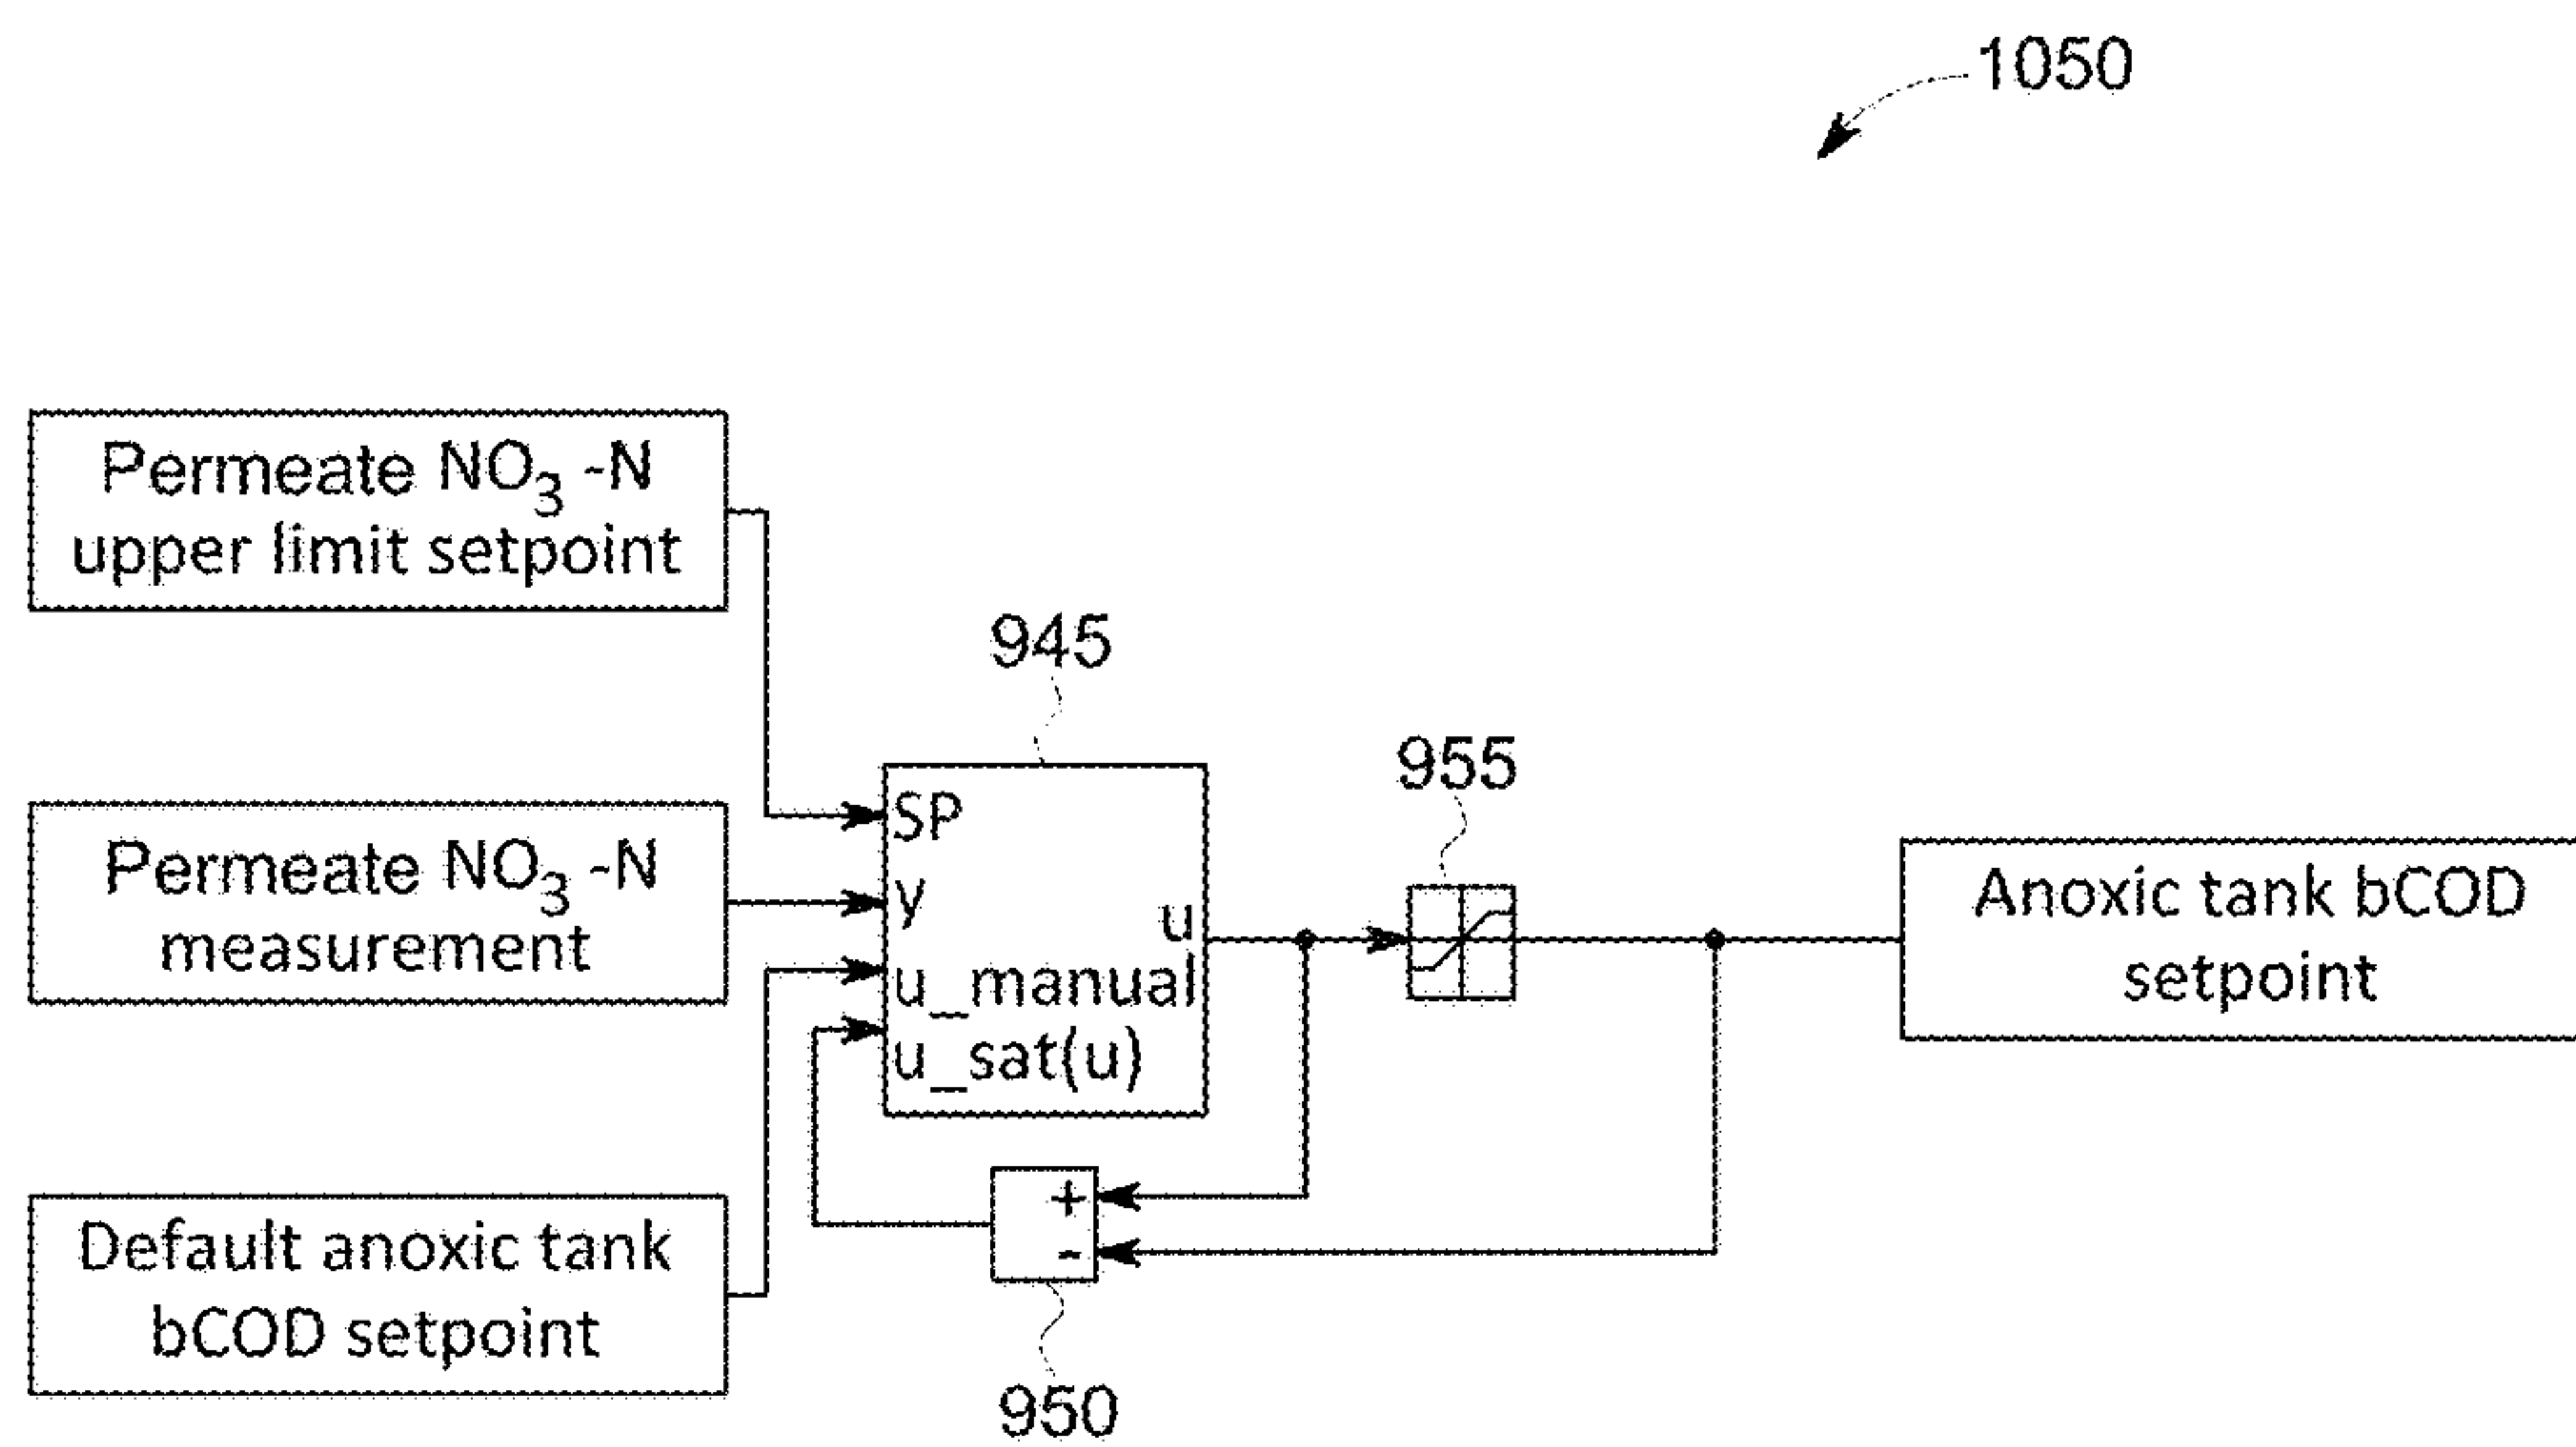 1050
Permeate NO3 -N
upper limit setpoint
945
955
SP
Permeate NO3 -N
measurement
y
u
u_manual
u_sat(u)
Anoxic tank bCOD
setpoint
+
-
Default anoxic tank
bCOD setpoint
950